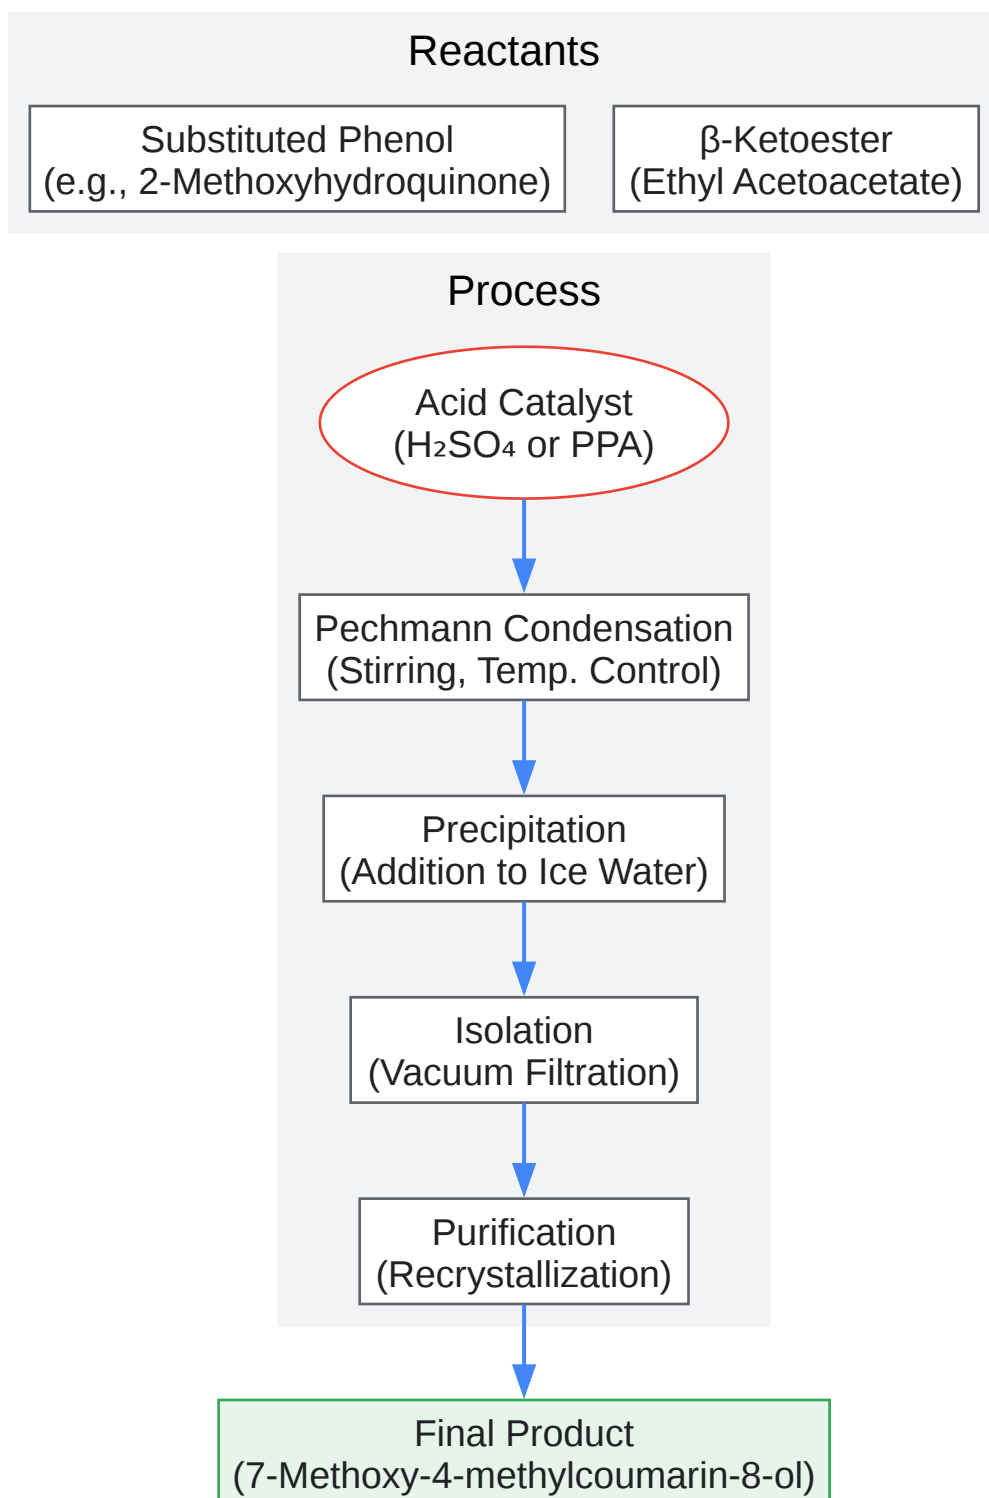 Reactants
Substituted Phenol
(e.g., 2-Methoxyhydroquinone)
β-Ketoester
(Ethyl Acetoacetate)
Process
Acid Catalyst
(H₂SO₄ or PPA)
Pechmann Condensation
(Stirring, Temp. Control)
Precipitation
(Addition to Ice Water)
Isolation
(Vacuum Filtration)
Purification
(Recrystallization)
Final Product
(7-Methoxy-4-methylcoumarin-8-ol)